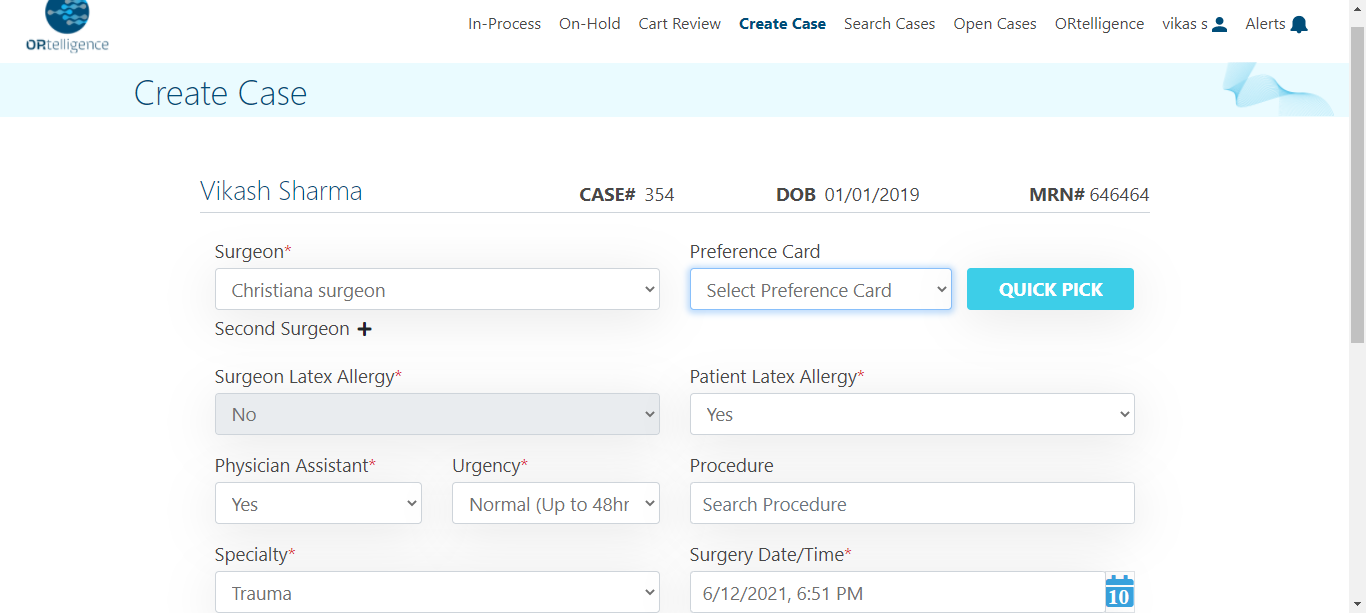 ORtelligence
In-Process On-Hold Cart Review Create Case Search Cases Open Cases ORtelligence vikas s Alerts
Create Case
Vikash Sharma CASE# 354 DOB 01/01/2019 MRN# 646464
Surgeon* Preference Card
Christiana surgeon Select Preference Card QUICK PICK
Second Surgeon +
Surgeon Latex Allergy* Patient Latex Allergy*
No Yes
Physician Assistant* Urgency* Procedure
Yes Normal (Up to 48hr Search Procedure
Specialty* Surgery Date/Time*
Trauma 6/12/2021, 6:51 PM 10